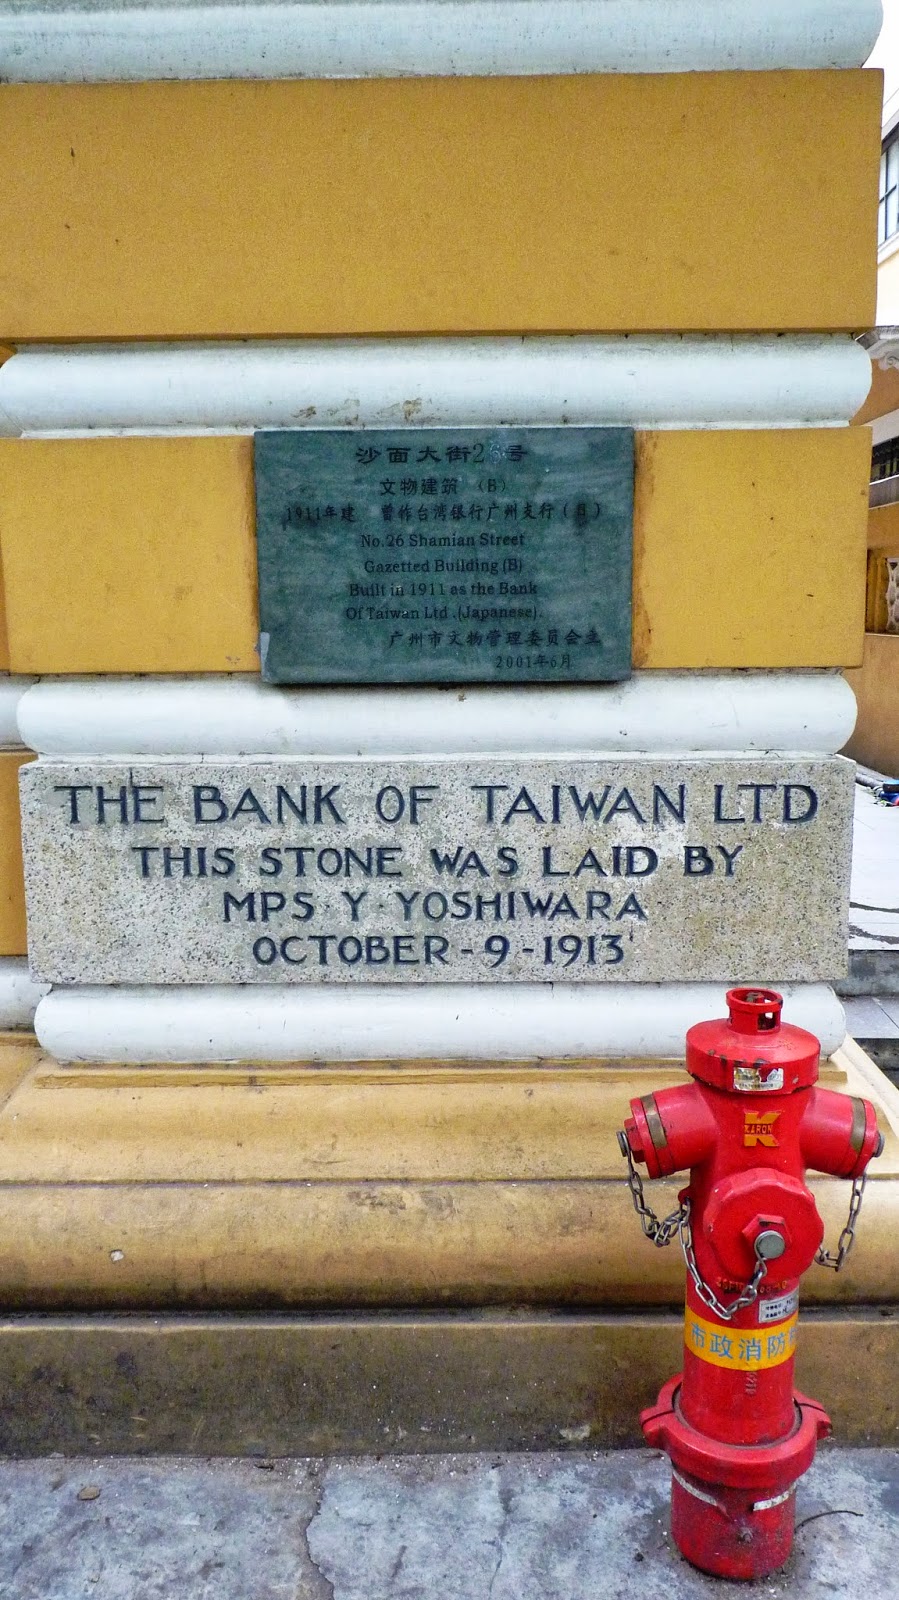 沙面大街26号
文物建筑 （B）
1911年建 曾作台湾银行广州支行（日）
No.26 Shamian Street
Gazetted Building (B)
Built in 1911 as the Bank
Of Taiwan Ltd .(Japanese).
广州市文物管理委员会立
2001年6月
THE BANK OF TAIWAN LTD
THIS STONE WAS LAID BY
MRS · Y · YOSHIWARA
OCTOBER - 9 - 1913
K
KARON
市政消防